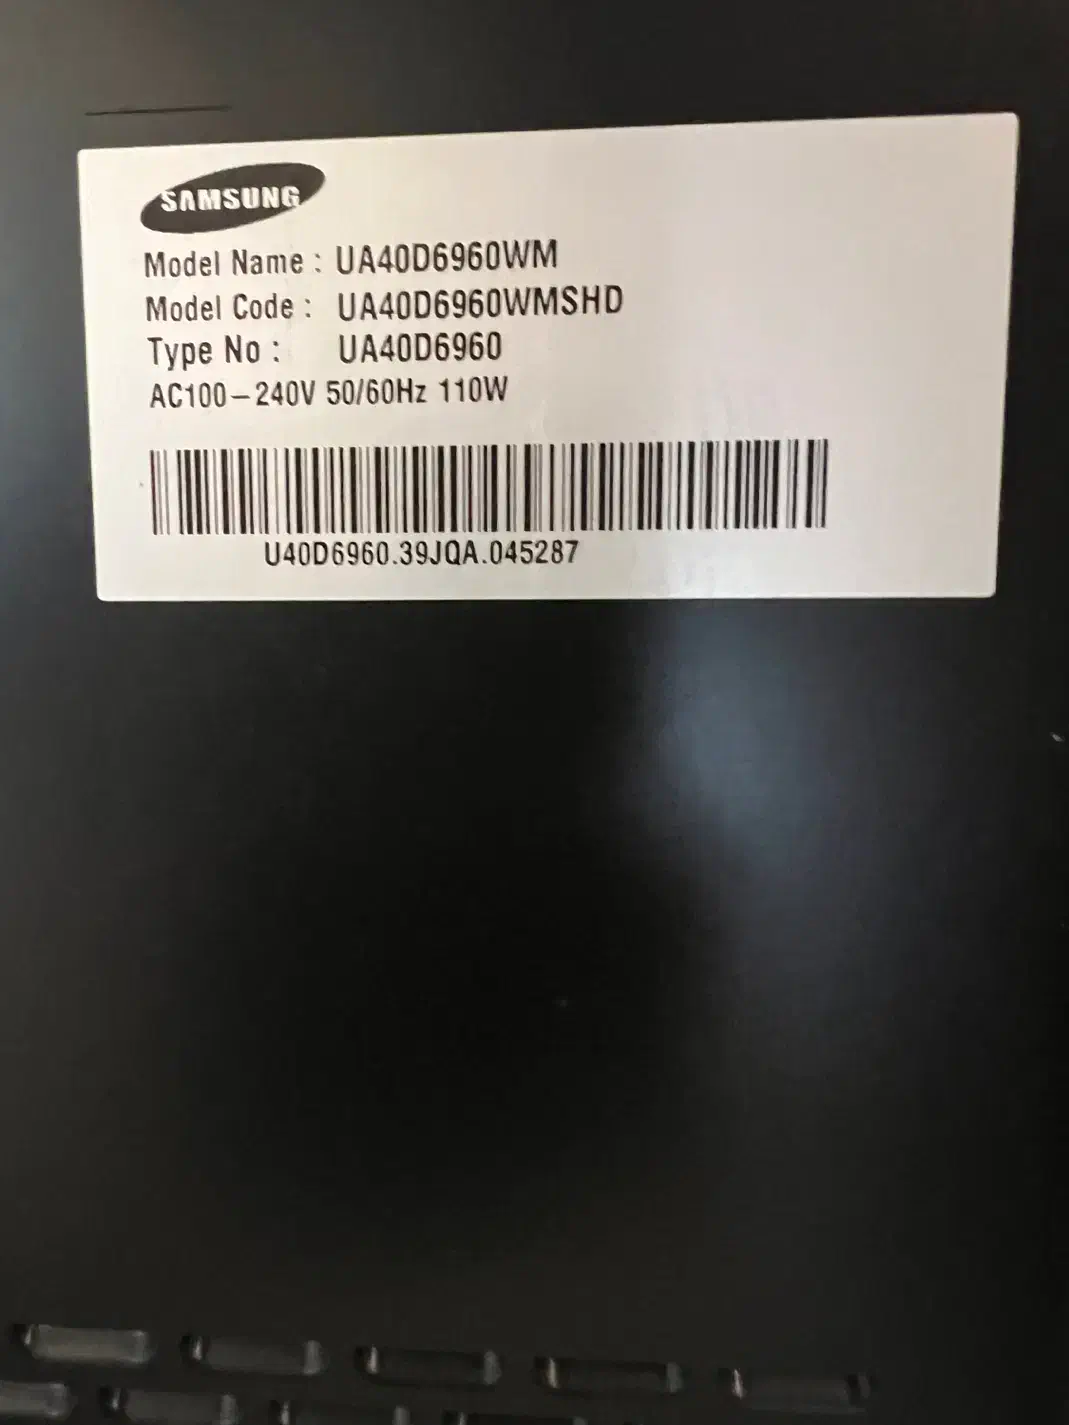 SAMSUNG
Model Name : UA40D6960WM
Model Code : UA40D6960WMSHD
Type No : UA40D6960
AC100-240V 50/60Hz 110W
U40D6960.39JQA.045287